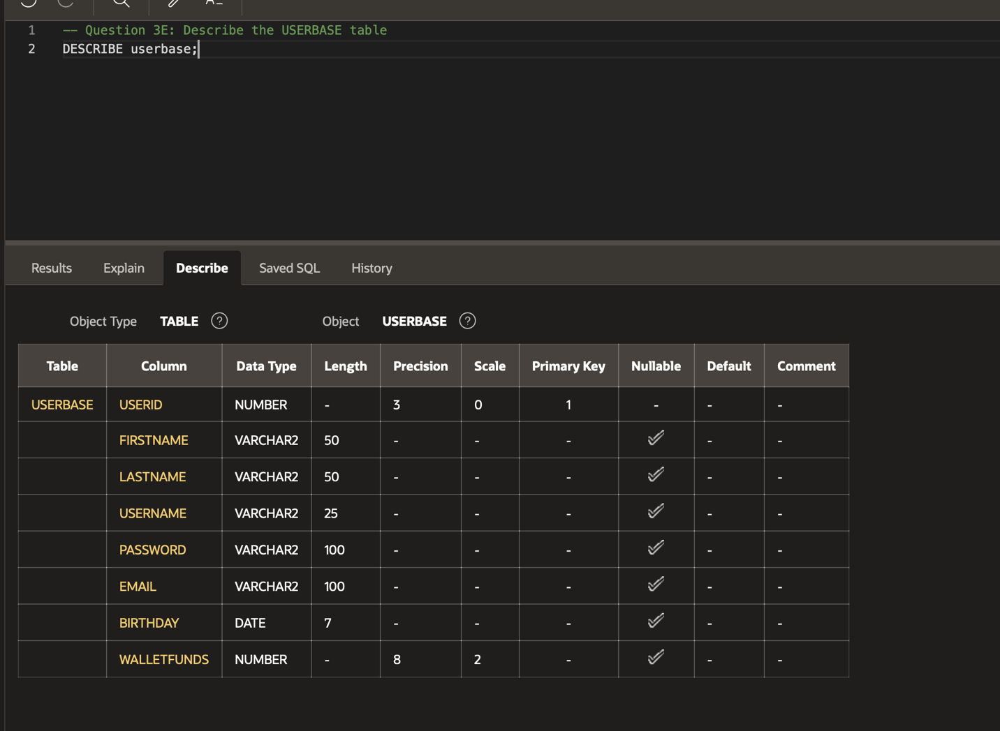 1 -- Question 3E: Describe the USERBASE table
2 DESCRIBE userbase;
Results Explain Describe Saved SQL History
Object Type TABLE ? Object USERBASE ?
Table Column Data Type Length Precision Scale Primary Key Nullable Default Comment
USERBASE USERID NUMBER - 3 0 1 - - -
FIRSTNAME VARCHAR2 50 - - - ✓ - -
LASTNAME VARCHAR2 50 - - - ✓ - -
USERNAME VARCHAR2 25 - - - ✓ - -
PASSWORD VARCHAR2 100 - - - ✓ - -
EMAIL VARCHAR2 100 - - - ✓ - -
BIRTHDAY DATE 7 - - - ✓ - -
WALLETFUNDS NUMBER - 8 2 - ✓ - -